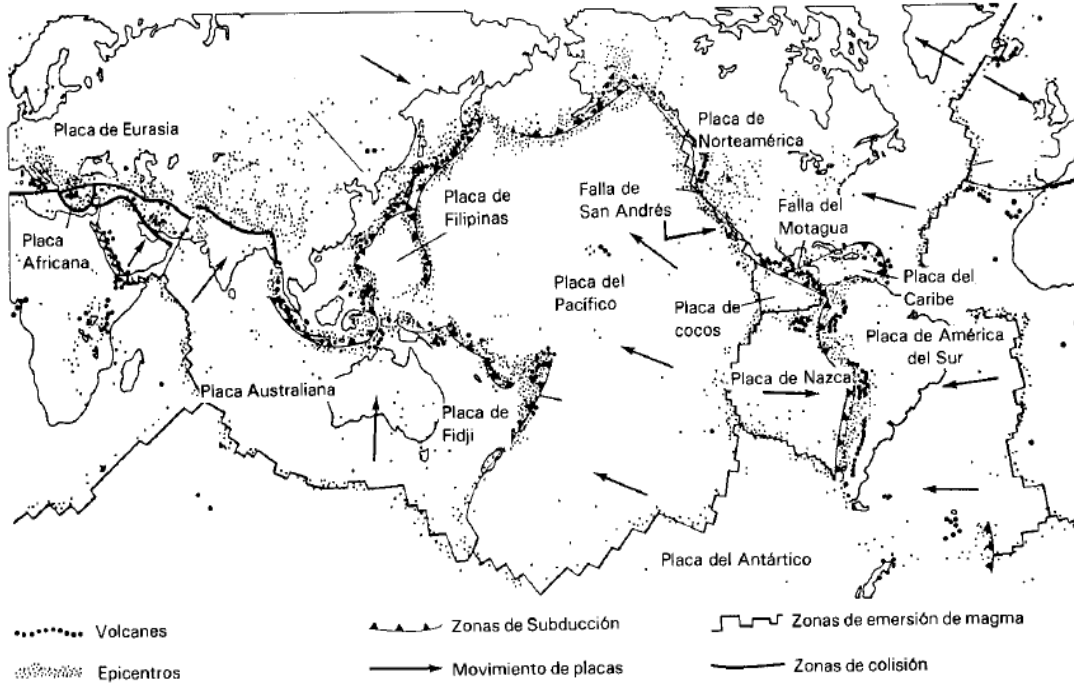 Placa de Eurasia
Placa
Africana
Placa Australiana
Placa de
Filipinas
Placa de
Fidji
Placa del
Pacífico
Falla de
San Andrés
Placa de
Norteamérica
Falla del
Motagua
Placa del
Caribe
Placa de
cocos
Placa de América
del Sur
Placa de Nazca
Placa del Antártico
Volcanes
Zonas de Subducción
Zonas de emersión de magma
Epicentros
Movimiento de placas
Zonas de colisión